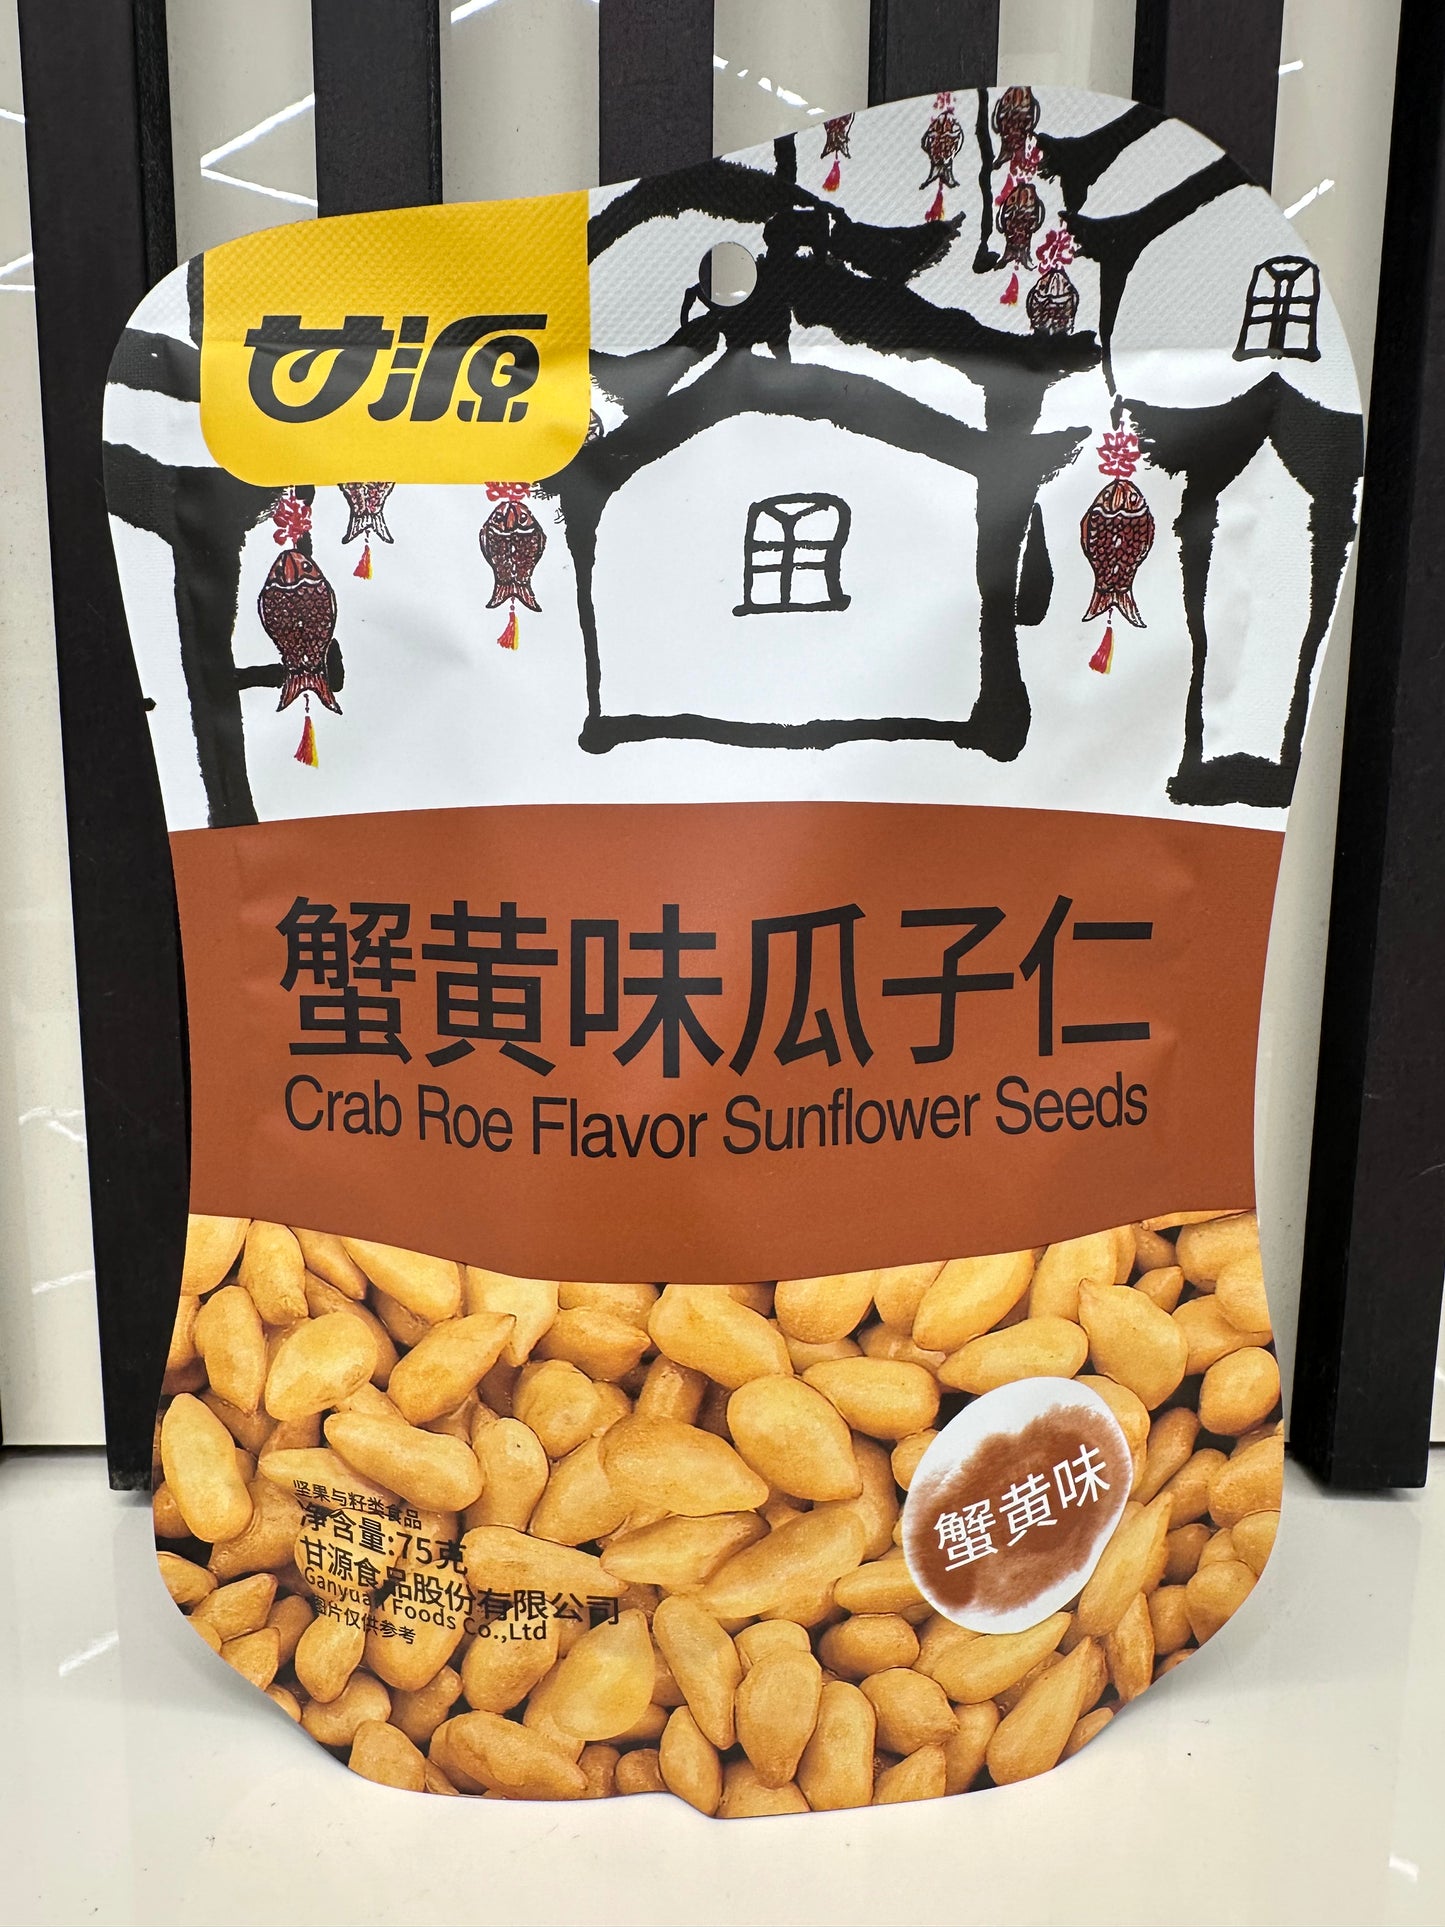 甘源
蟹黄味瓜子仁
Crab Roe Flavor Sunflower Seeds
蟹黄味
坚果与籽类食品
净含量:75克
甘源食品股份有限公司
Ganyuan Foods Co.,Ltd
图片仅供参考